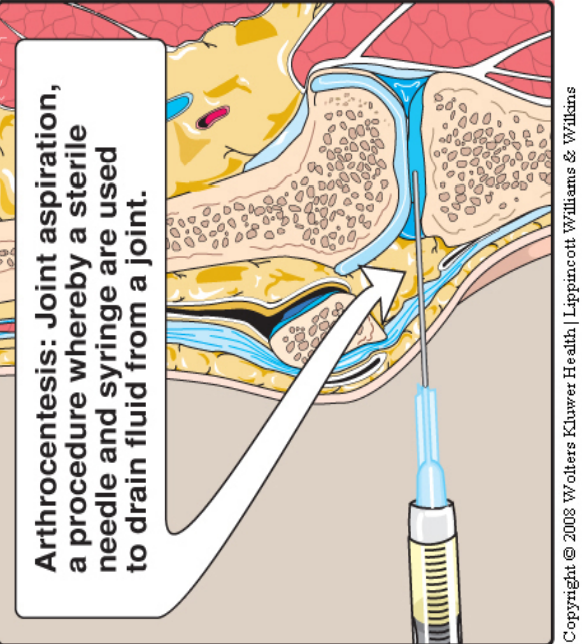 Arthrocentesis: Joint aspiration,
a procedure whereby a sterile
needle and syringe are used
to drain fluid from a joint.
Copyright © 2008 Wolters Kluwer Health | Lippincott Williams & Wilkins